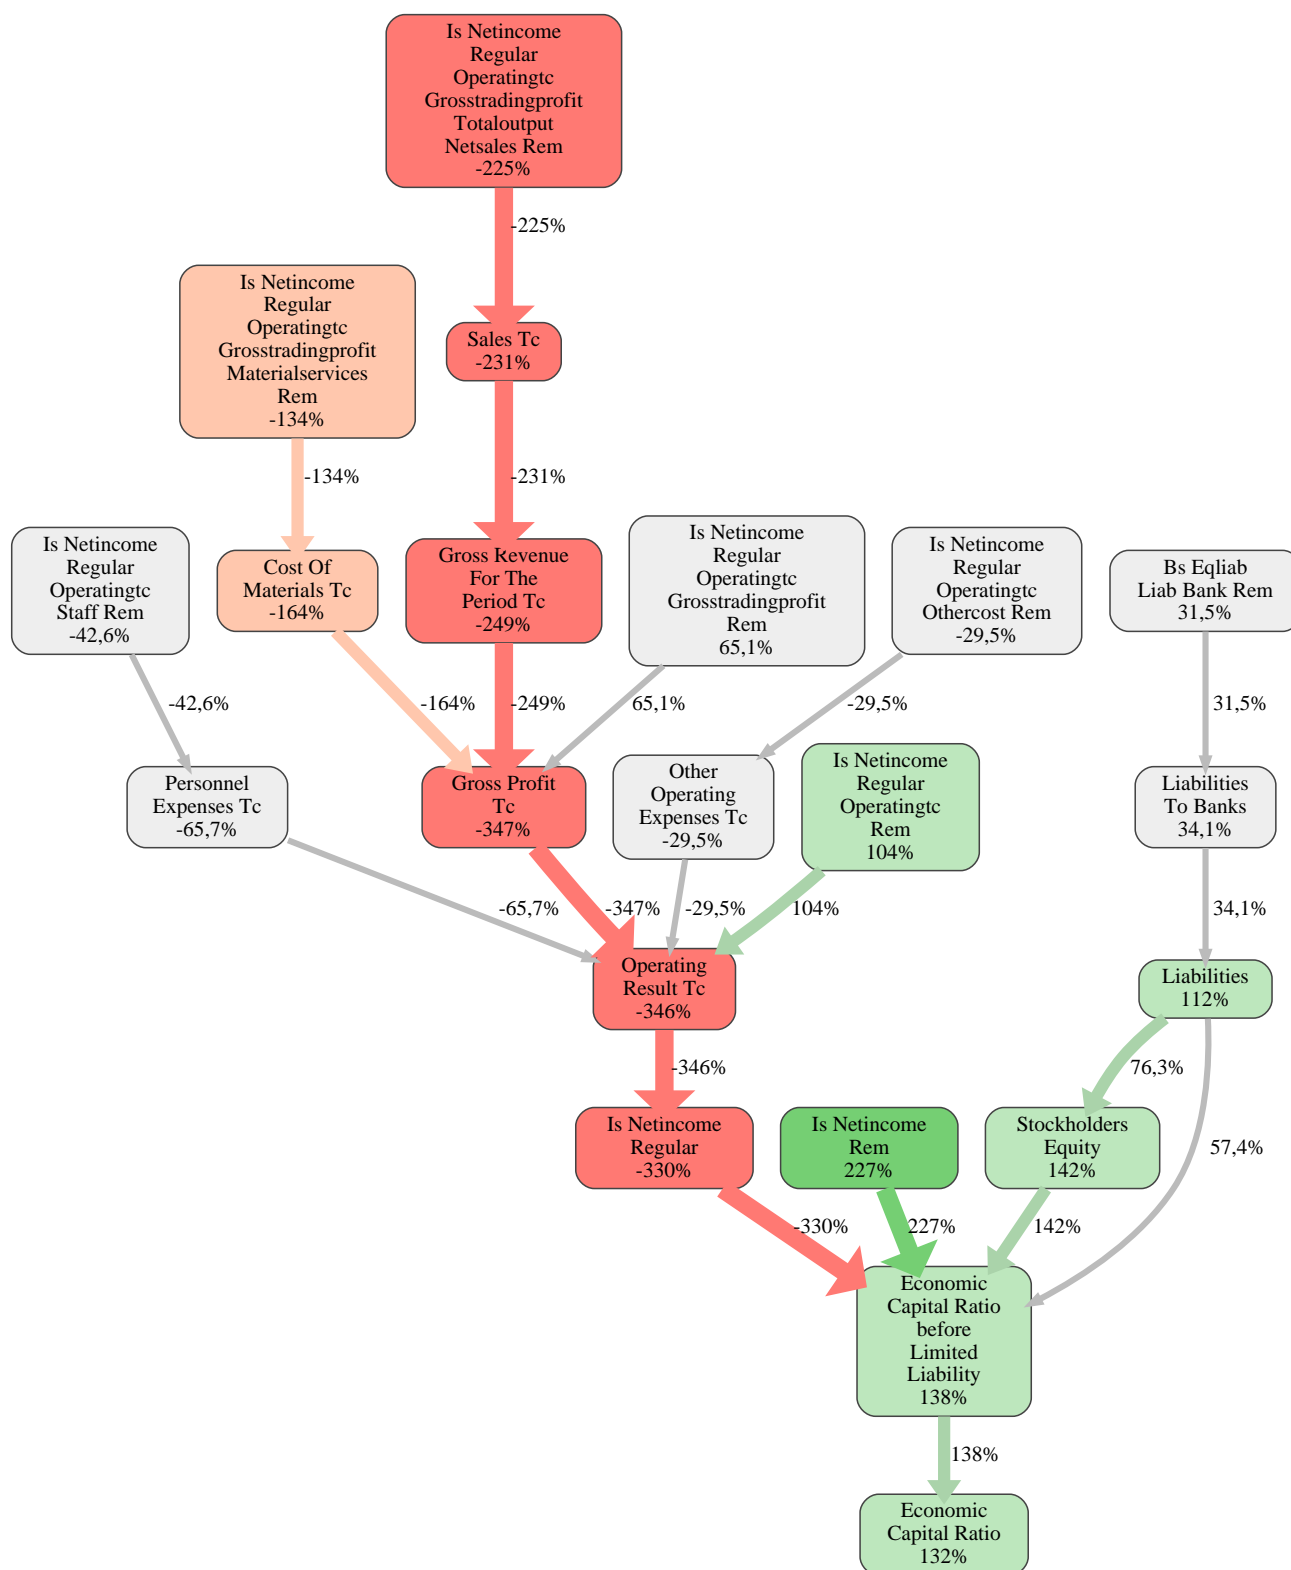 Is Netincome
Regular
Operatingtc
Grosstradingprofit
Totaloutput
Netsales Rem
-225%
-225%
Is Netincome
Regular
Operatingtc
Grosstradingprofit
Materialservices
Rem
-134%
Sales Tc
-231%
-134%
-231%
Is Netincome
Regular
Operatingtc
Staff Rem
-42,6%
Cost Of
Materials Tc
-164%
Gross Revenue
For The
Period Tc
-249%
Is Netincome
Regular
Operatingtc
Grosstradingprofit
Rem
65,1%
Is Netincome
Regular
Operatingtc
Othercost Rem
-29,5%
Bs Eqliab
Liab Bank Rem
31,5%
-42,6%
-164%
-249%
65,1%
-29,5%
31,5%
Personnel
Expenses Tc
-65,7%
Gross Profit
Tc
-347%
Other
Operating
Expenses Tc
-29,5%
Is Netincome
Regular
Operatingtc
Rem
104%
Liabilities
To Banks
34,1%
-65,7%
-347%
-29,5%
104%
34,1%
Operating
Result Tc
-346%
Liabilities
112%
-346%
76,3%
57,4%
Is Netincome
Regular
-330%
Is Netincome
Rem
227%
Stockholders
Equity
142%
-330%
227%
142%
Economic
Capital Ratio
before
Limited
Liability
138%
138%
Economic
Capital Ratio
132%